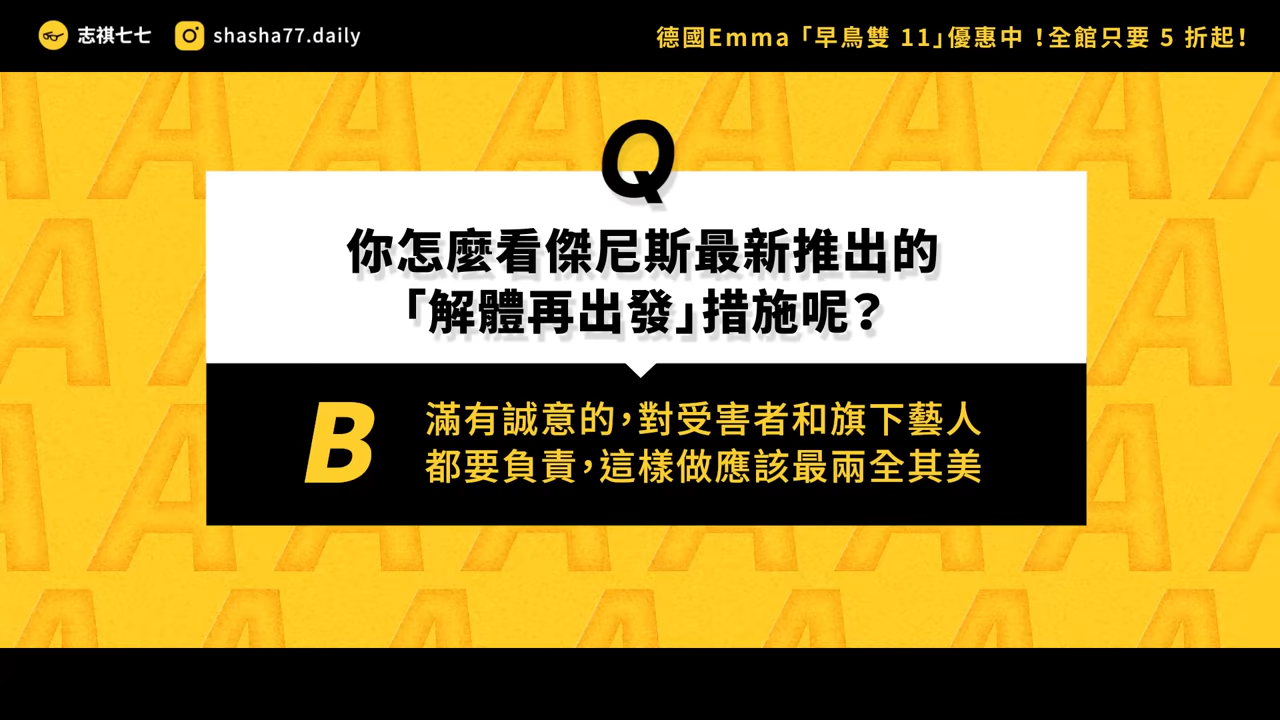 志祺七七
shasha77.daily
德國Emma「早鳥雙 11」優惠中！全館只要 5 折起！
Q
你怎麼看傑尼斯最新推出的
「解體再出發」措施呢？
B
滿有誠意的，對受害者和旗下藝人
都要負責，這樣做應該最兩全其美